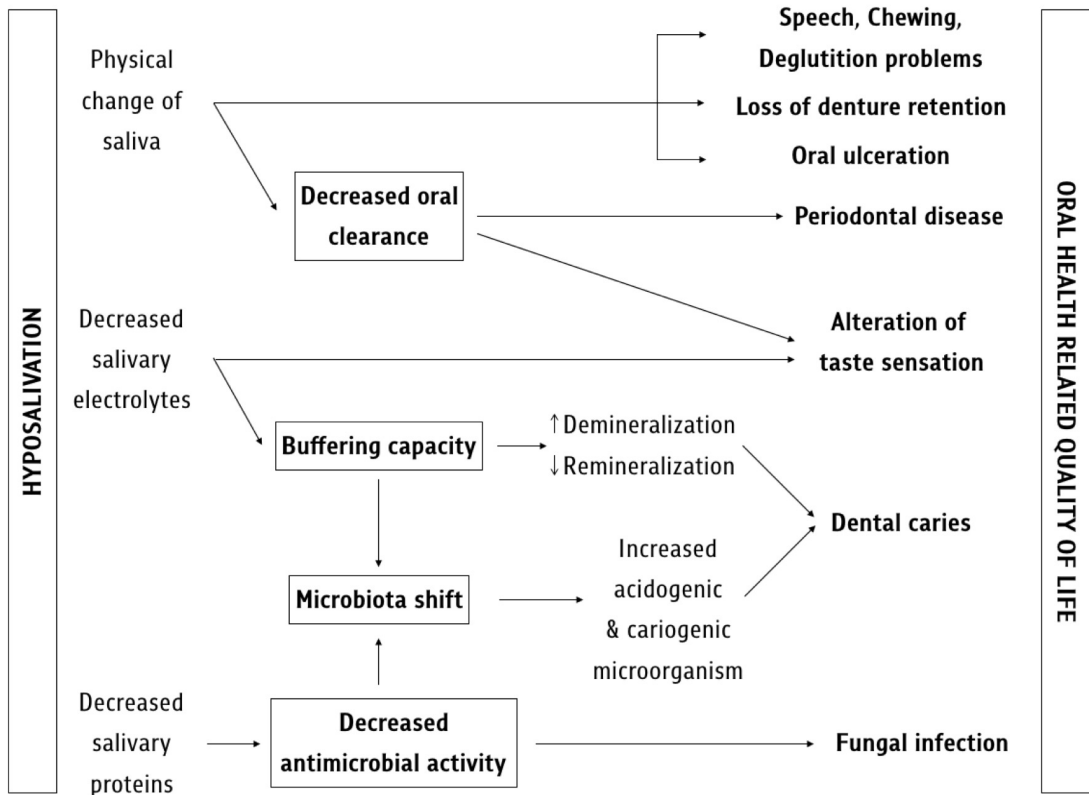 HYPOSALIVATION
Physical
change of
saliva
Speech, Chewing,
Deglutition problems
Loss of denture retention
Oral ulceration
Decreased oral
clearance
Periodontal disease
Decreased
salivary
electrolytes
Alteration of
taste sensation
Buffering capacity
↑ Demineralization
↓ Remineralization
Dental caries
Microbiota shift
Increased
acidogenic
& cariogenic
microorganism
Decreased
salivary
proteins
Decreased
antimicrobial activity
Fungal infection
ORAL HEALTH RELATED QUALITY OF LIFE